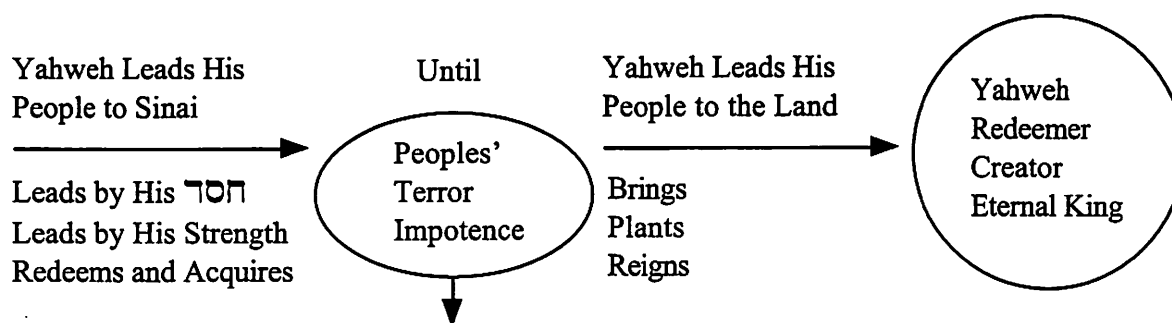 Yahweh Leads His
People to Sinai
Leads by His חסד
Leads by His Strength
Redeems and Acquires
Until
Peoples’
Terror
Impotence
Yahweh Leads His
People to the Land
Brings
Plants
Reigns
Yahweh
Redeemer
Creator
Eternal King